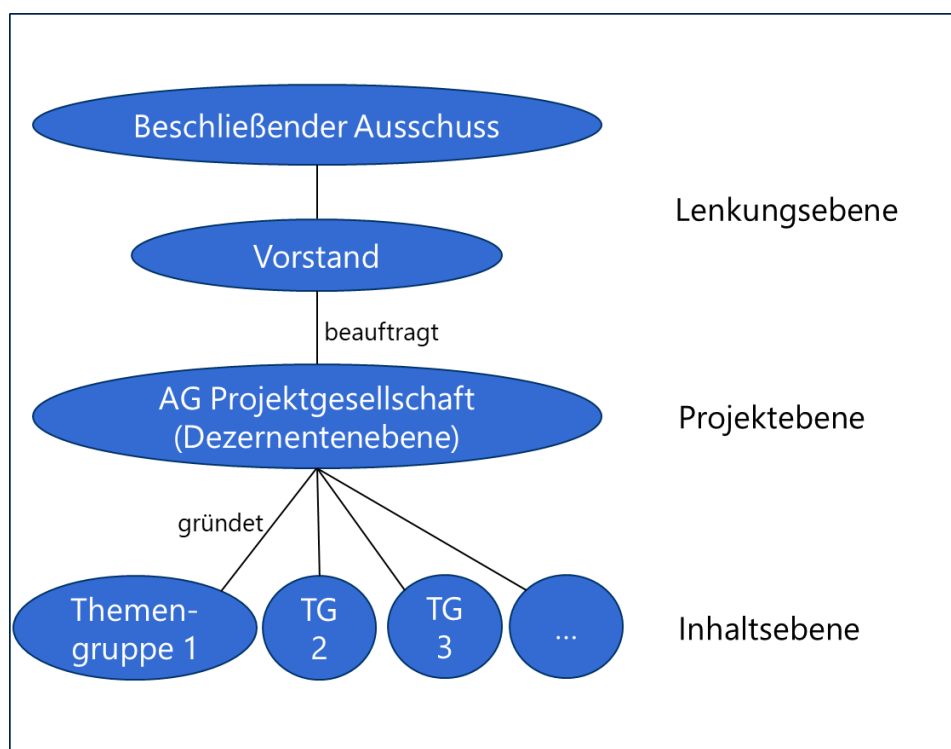 Beschließender Ausschuss
Lenkungsebene
Vorstand
beauftragt
AG Projektgesellschaft
(Dezernentenebene)
Projektebene
gründet
Themen-
gruppe 1
TG
2
TG
3
...
Inhaltsebene